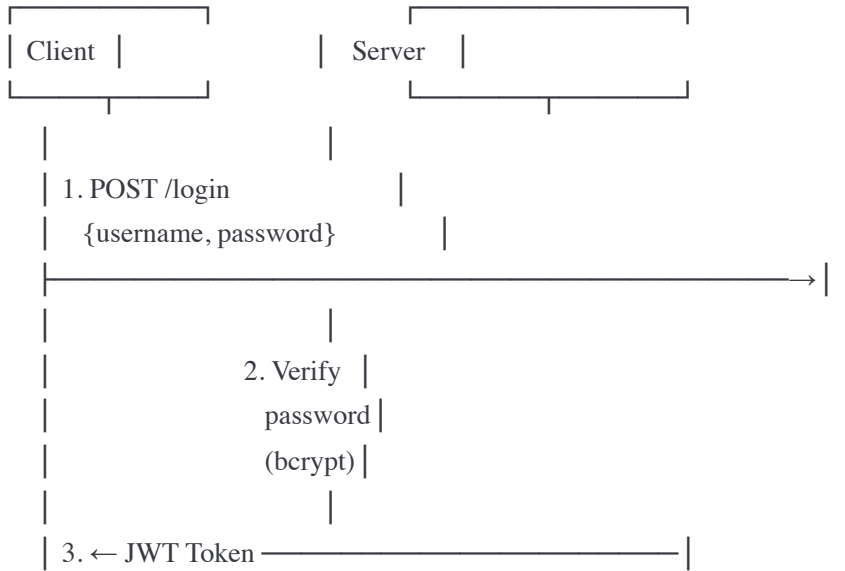 Client Server
1. POST /login
{username, password}
→
2. Verify
password
(bcrypt)
3. ← JWT Token